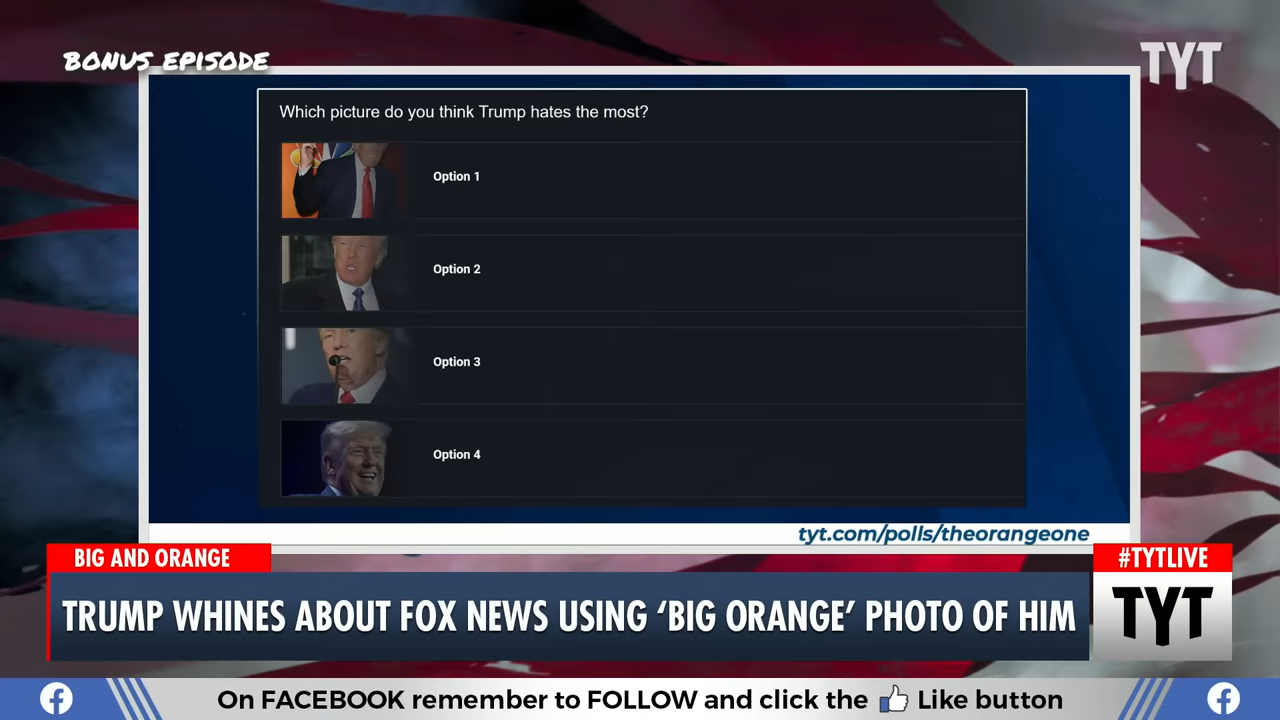 BONUS EPISODE
TYT
Which picture do you think Trump hates the most?
Option 1
Option 2
Option 3
Option 4
tyt.com/polls/theorangeone
BIG AND ORANGE
#TYTLIVE
TRUMP WHINES ABOUT FOX NEWS USING ‘BIG ORANGE’ PHOTO OF HIM
TYT
On FACEBOOK remember to FOLLOW and click the Like button